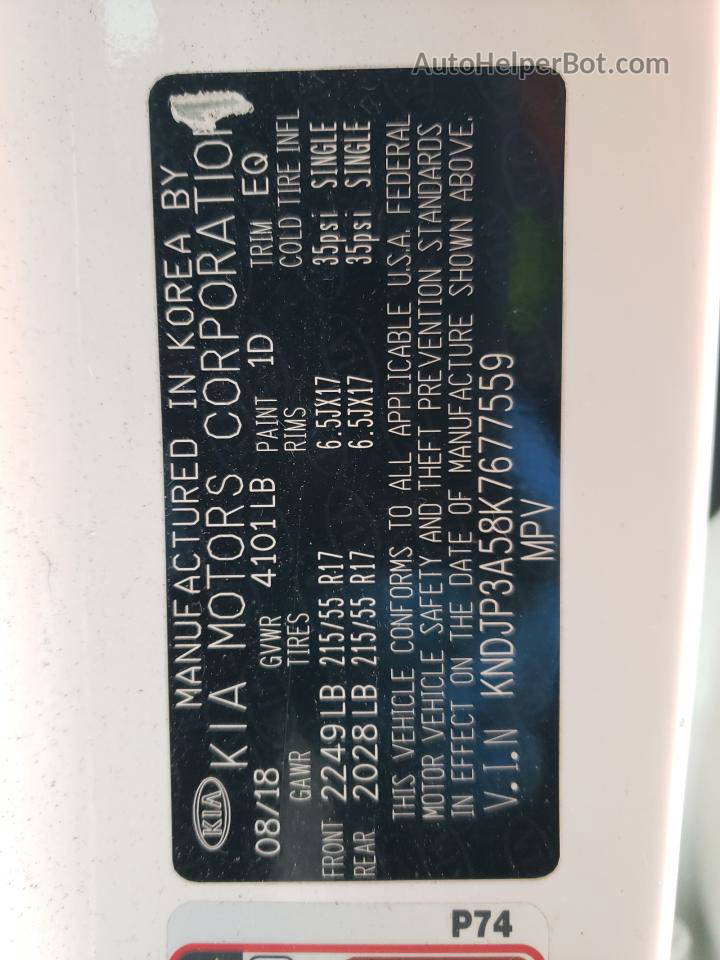 AutoHelperBot.com
MANUFACTURED IN KOREA BY
KIA KIA MOTORS CORPORATION
08/18 GVWR 4101LB PAINT 1D TRIM EQ
GAWR TIRES RIMS COLD TIRE INFL
FRONT 2249LB 215/55 R17 6.5JX17 35psi SINGLE
REAR 2028LB 215/55 R17 6.5JX17 35psi SINGLE
THIS VEHICLE CONFORMS TO ALL APPLICABLE U.S.A. FEDERAL
MOTOR VEHICLE SAFETY AND THEFT PREVENTION STANDARDS
IN EFFECT ON THE DATE OF MANUFACTURE SHOWN ABOVE.
V.I.N KNDJP3A58K7677559
MPV
P74